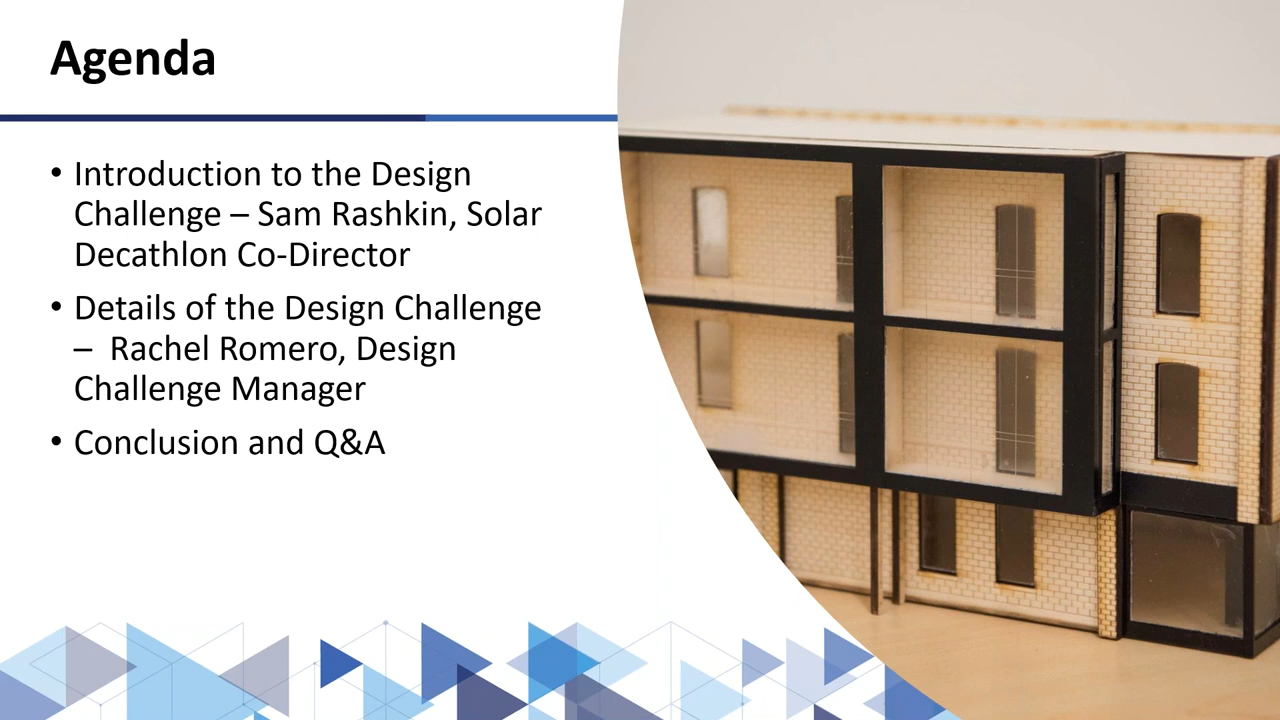 Agenda
• Introduction to the Design
Challenge – Sam Rashkin, Solar
Decathlon Co-Director
• Details of the Design Challenge
– Rachel Romero, Design
Challenge Manager
• Conclusion and Q&A